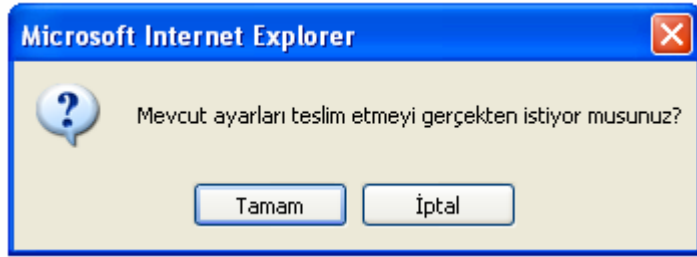 Microsoft Internet Explorer
Mevcut ayarları teslim etmeyi gerçekten istiyor musunuz?
Tamam
İptal